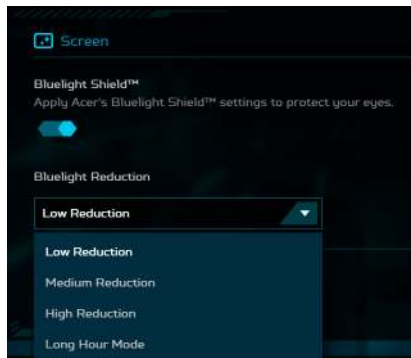 Screen
Bluelight Shield™
Apply Acer's Bluelight Shield™ settings to protect your eyes.
Bluelight Reduction
Low Reduction
Low Reduction
Medium Reduction
High Reduction
Long Hour Mode